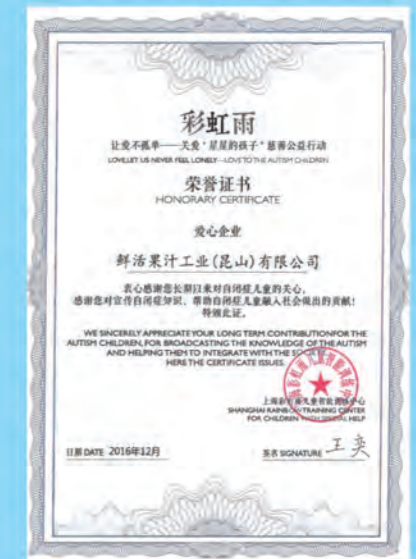 彩虹雨
让爱不孤单——关爱“星星的孩子”慈善公益行动
LOVE,LET US NEVER FEEL LONELY---LOVE TO THE AUTISM CHILDREN
荣誉证书
HONORARY CERTIFICATE
爱心企业
鲜活果汁工业(昆山)有限公司
衷心感谢您长期以来对自闭症儿童的关心,
感谢您对宣传自闭症知识、帮助自闭症儿童融入社会做出的贡献!
特颁此证。
WE SINCERELY APPRECIATE YOUR LONG TERM CONTRIBUTION FOR THE
AUTISM CHILDREN, FOR BROADCASTING THE KNOWLEDGE OF THE AUTISM
AND HELPING THEM TO INTEGRATE WITH THE
HERE THE CERTIFICATE ISSUES.
SHANGHAI RAINBOW TRAINING CENTER
FOR CHILDREN WITH SPECIAL HELP
日期 DATE 2016年12月
签名 SIGNATURE 王奕